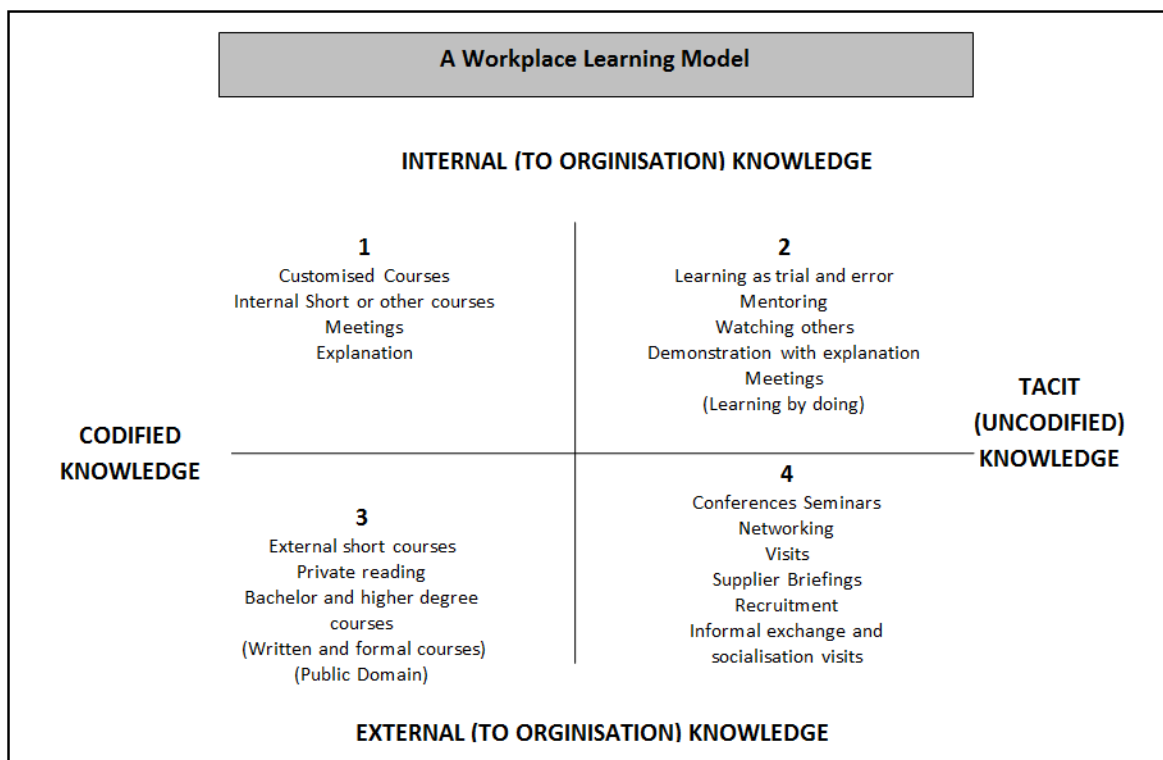 A Workplace Learning Model
INTERNAL (TO ORGINISATION) KNOWLEDGE
1
Customised Courses
Internal Short or other courses
Meetings
Explanation
2
Learning as trial and error
Mentoring
Watching others
Demonstration with explanation
Meetings
(Learning by doing)
CODIFIED
KNOWLEDGE
TACIT
(UNCODIFIED)
KNOWLEDGE
3
External short courses
Private reading
Bachelor and higher degree
courses
(Written and formal courses)
(Public Domain)
4
Conferences Seminars
Networking
Visits
Supplier Briefings
Recruitment
Informal exchange and
socialisation visits
EXTERNAL (TO ORGINISATION) KNOWLEDGE